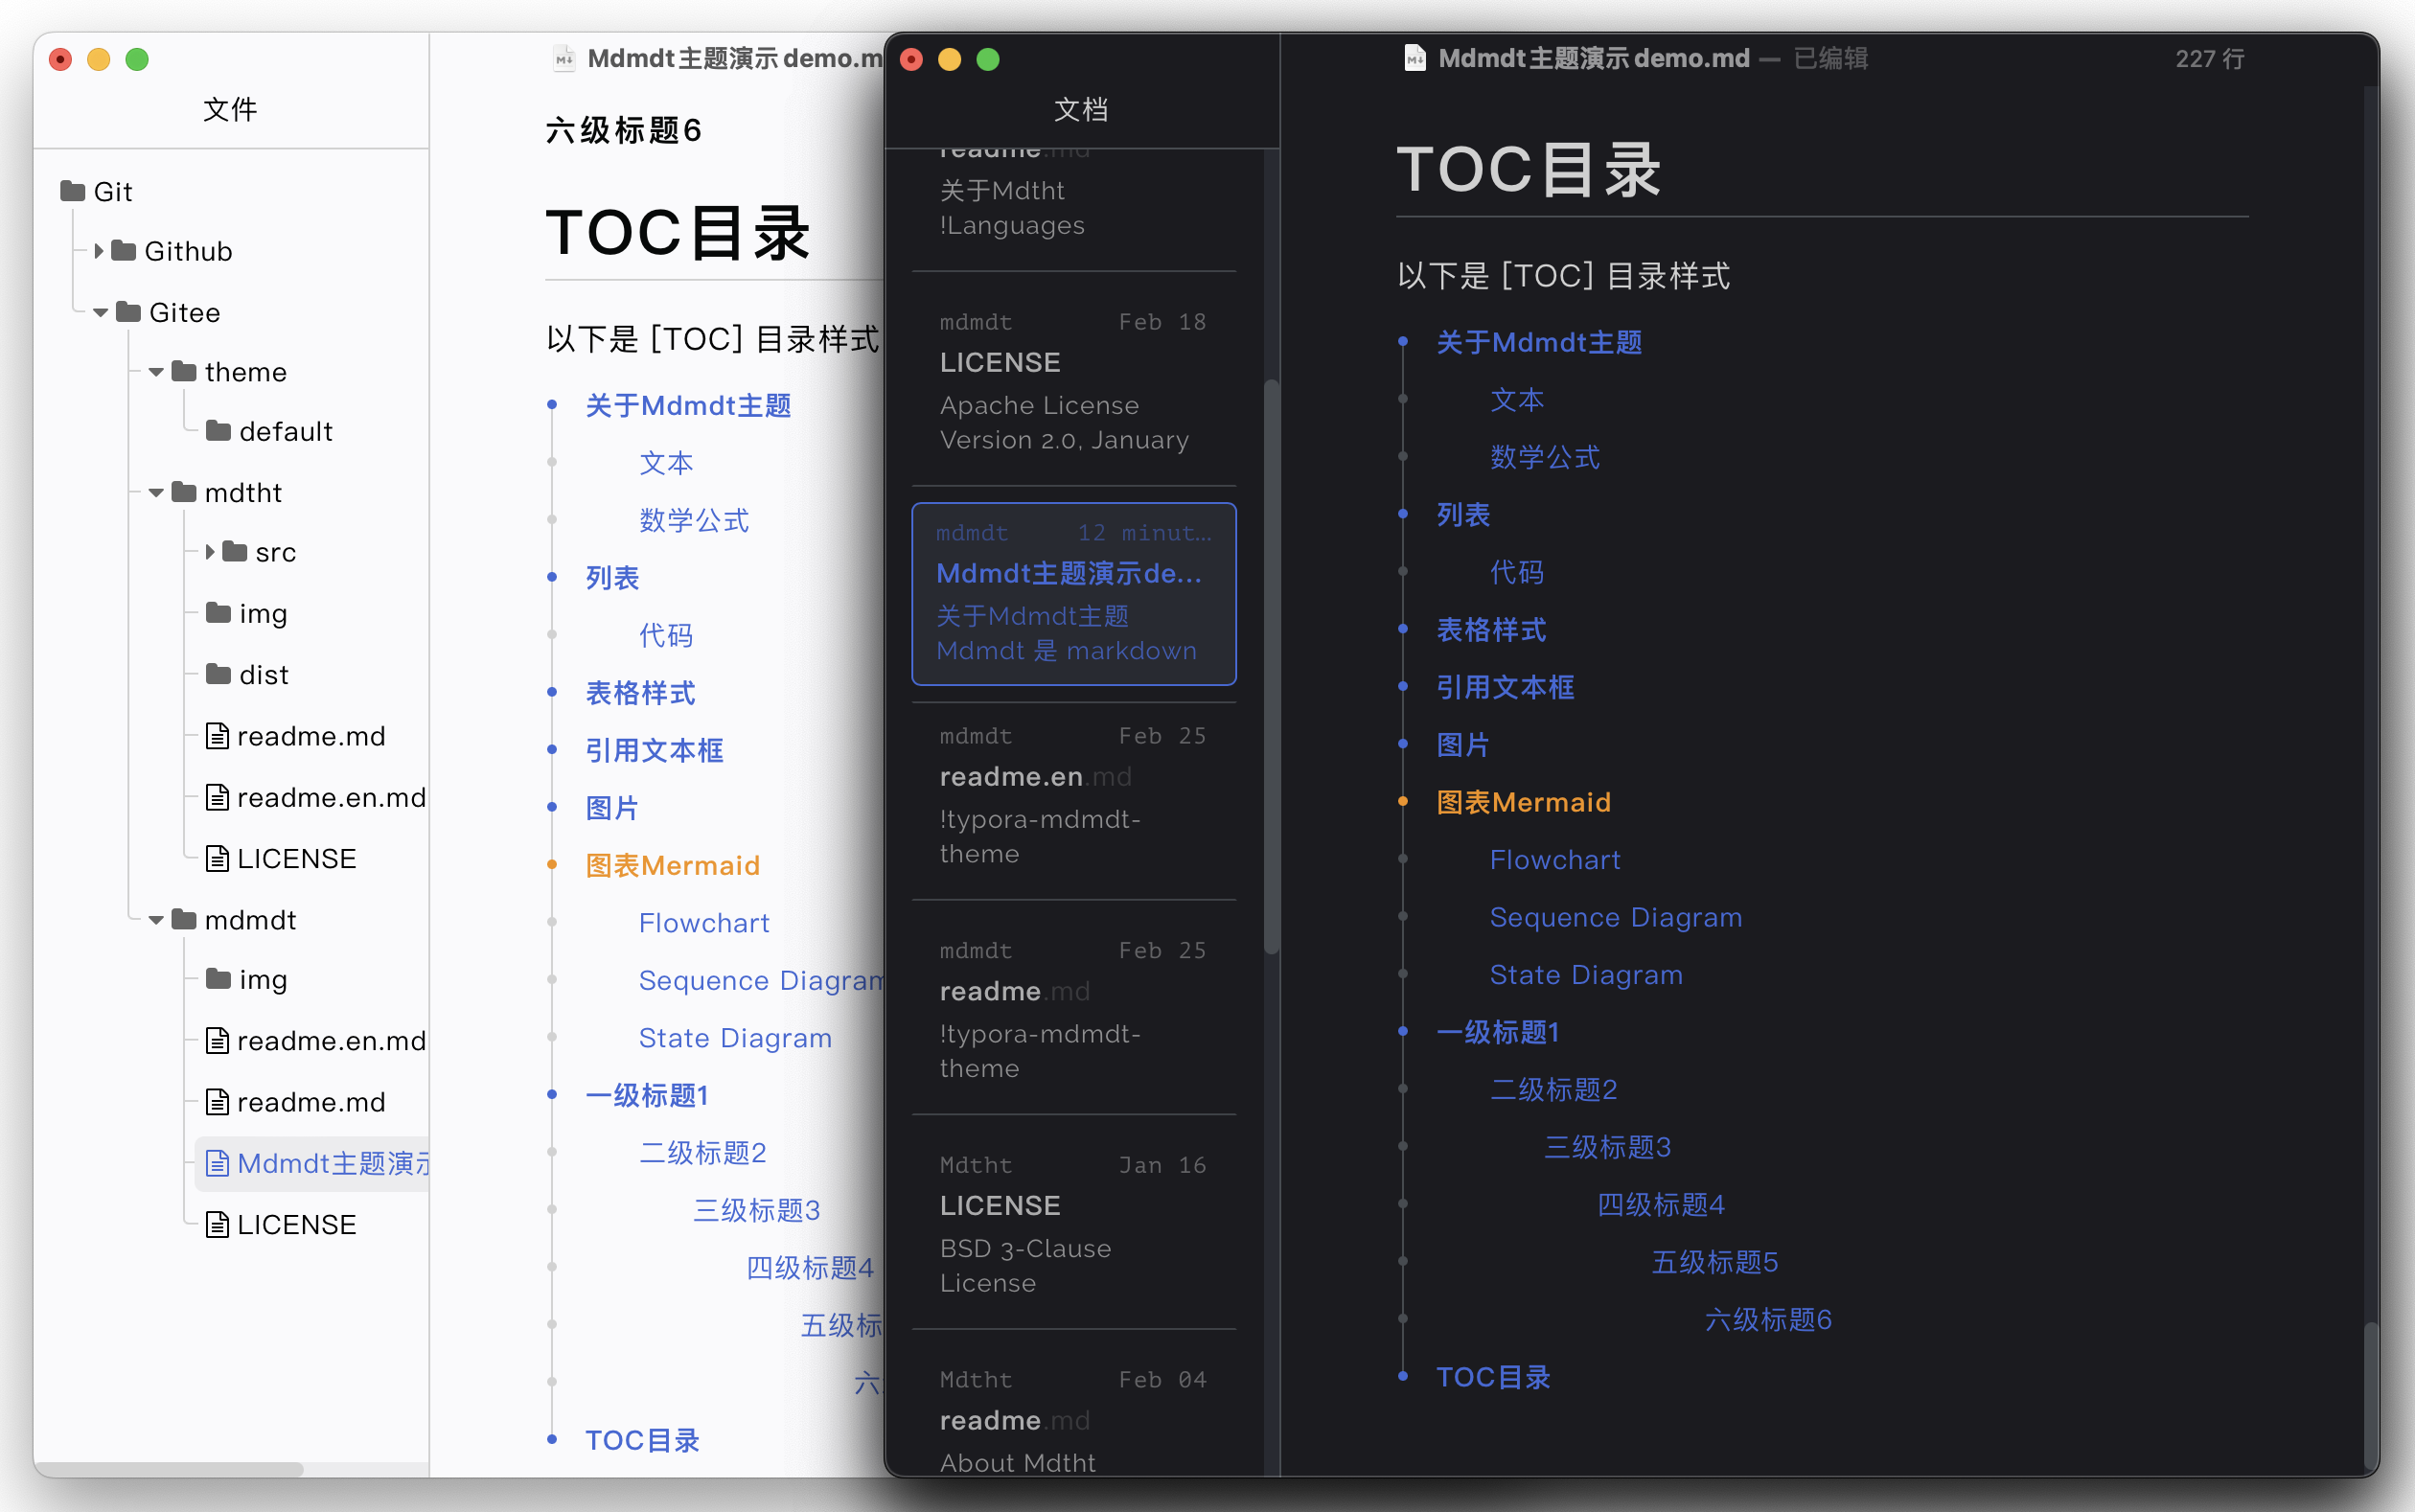 Mdmdt主题演示demo.m
文件
Git
Github
Gitee
theme
default
mdtht
src
img
dist
readme.md
readme.en.md
LICENSE
mdmdt
img
readme.en.md
readme.md
Mdmdt主题演示
LICENSE
六级标题6
TOC目录
以下是 [TOC] 目录样式
关于Mdmdt主题
文本
数学公式
列表
代码
表格样式
引用文本框
图片
图表Mermaid
Flowchart
Sequence Diagram
State Diagram
一级标题1
二级标题2
三级标题3
四级标题4
五级标
六
TOC目录
文档
readme.md
关于Mdtht
!Languages
mdmdt Feb 18
LICENSE
Apache License
Version 2.0, January
mdmdt 12 minut...
Mdmdt主题演示de...
关于Mdmdt主题
Mdmdt 是 markdown
mdmdt Feb 25
readme.en.md
!typora-mdmdt-
theme
mdmdt Feb 25
readme.md
!typora-mdmdt-
theme
Mdtht Jan 16
LICENSE
BSD 3-Clause
License
Mdtht Feb 04
readme.md
About Mdtht
Mdmdt主题演示demo.md — 已编辑
227 行
TOC目录
以下是 [TOC] 目录样式
关于Mdmdt主题
文本
数学公式
列表
代码
表格样式
引用文本框
图片
图表Mermaid
Flowchart
Sequence Diagram
State Diagram
一级标题1
二级标题2
三级标题3
四级标题4
五级标题5
六级标题6
TOC目录